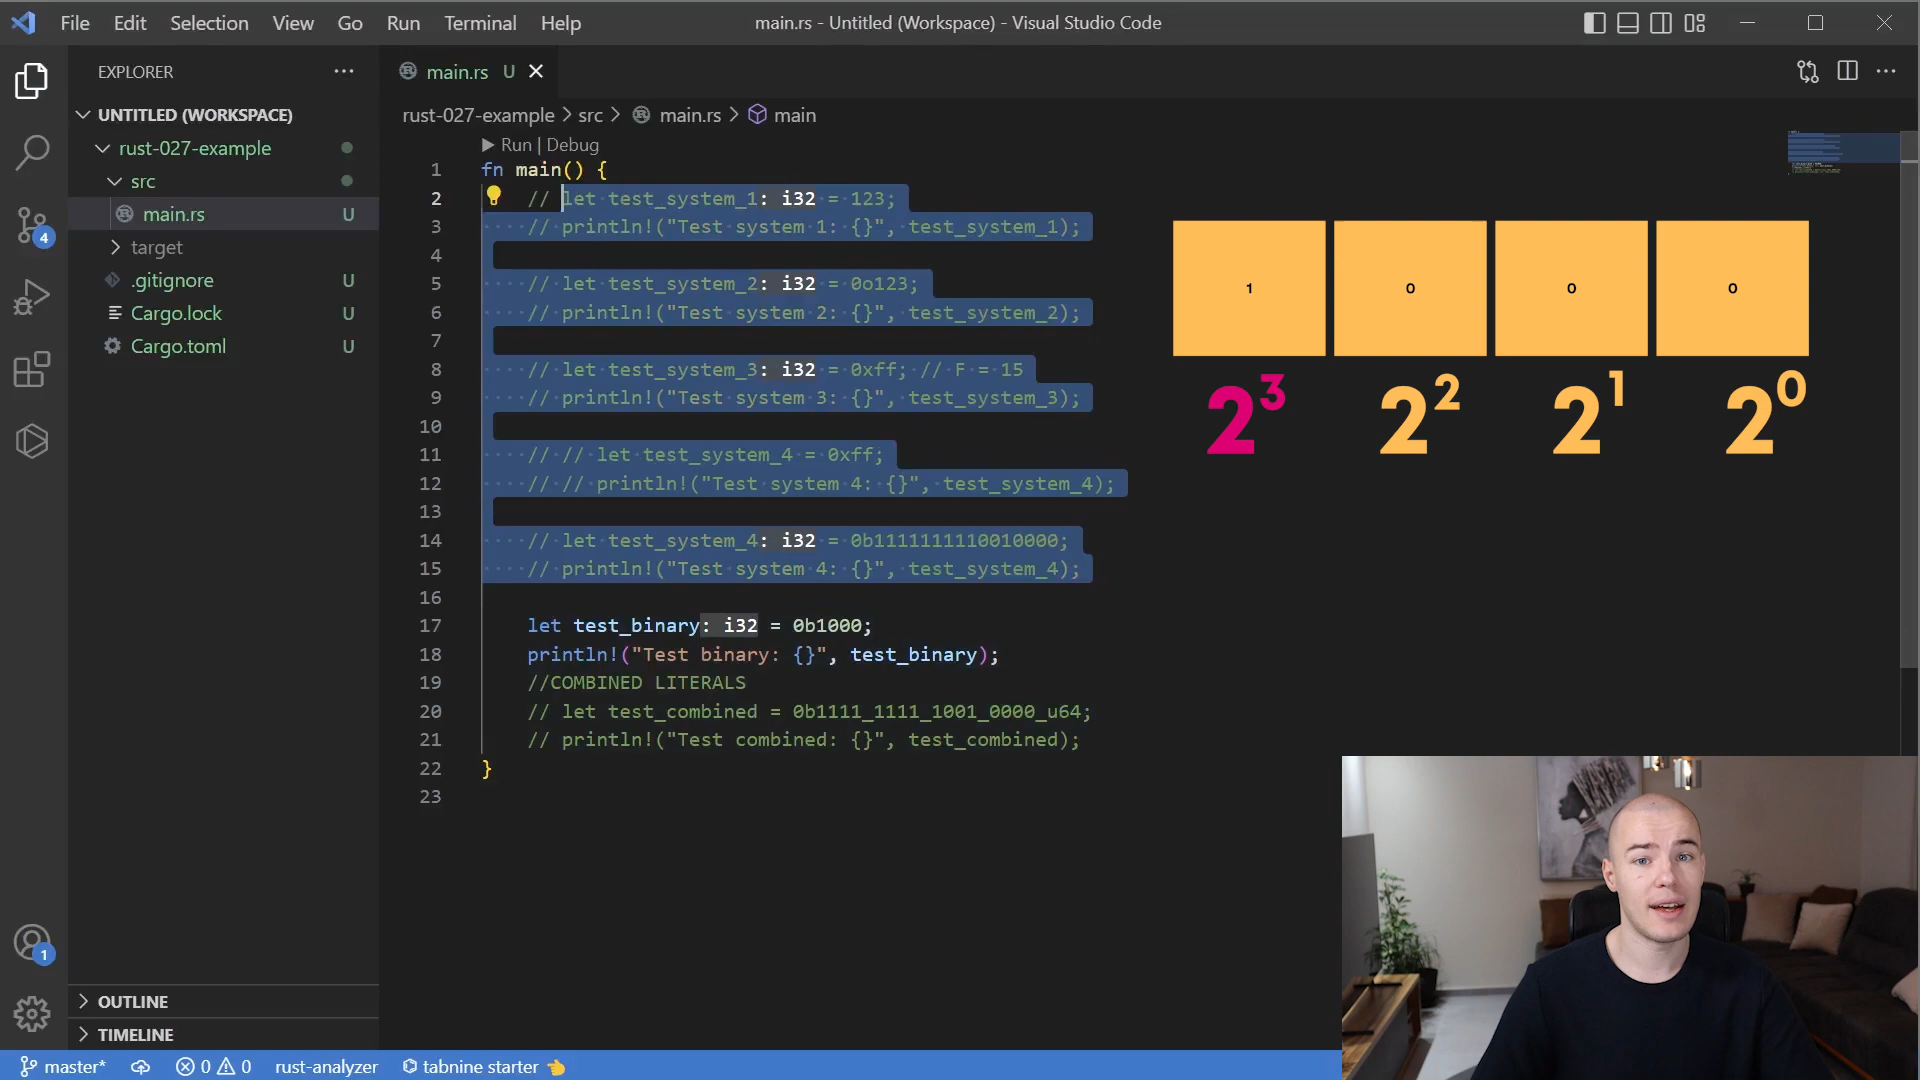 File Edit Selection View Go Run Terminal Help
main.rs - Untitled (Workspace) - Visual Studio Code
EXPLORER
UNTITLED (WORKSPACE)
rust-027-example
src
main.rs U
target
.gitignore U
Cargo.lock U
Cargo.toml U
4
1
OUTLINE
TIMELINE
main.rs U
rust-027-example > src > main.rs > main
Run | Debug
1 fn main() {
2 // let test_system_1: i32 = 123;
3 // println!("Test system 1: {}", test_system_1);
4
5 // let test_system_2: i32 = 0o123;
6 // println!("Test system 2: {}", test_system_2);
7
8 // let test_system_3: i32 = 0xff; // F = 15
9 // println!("Test system 3: {}", test_system_3);
10
11 // // let test_system_4 = 0xff;
12 // // println!("Test system 4: {}", test_system_4);
13
14 // let test_system_4: i32 = 0b1111111110010000;
15 // println!("Test system 4: {}", test_system_4);
16
17 let test_binary: i32 = 0b1000;
18 println!("Test binary: {}", test_binary);
19 //COMBINED LITERALS
20 // let test_combined = 0b1111_1111_1001_0000_u64;
21 // println!("Test combined: {}", test_combined);
22 }
23
1 0 0 0
2³ 2² 2¹ 2⁰
master* 0 0 rust-analyzer tabnine starter 👈